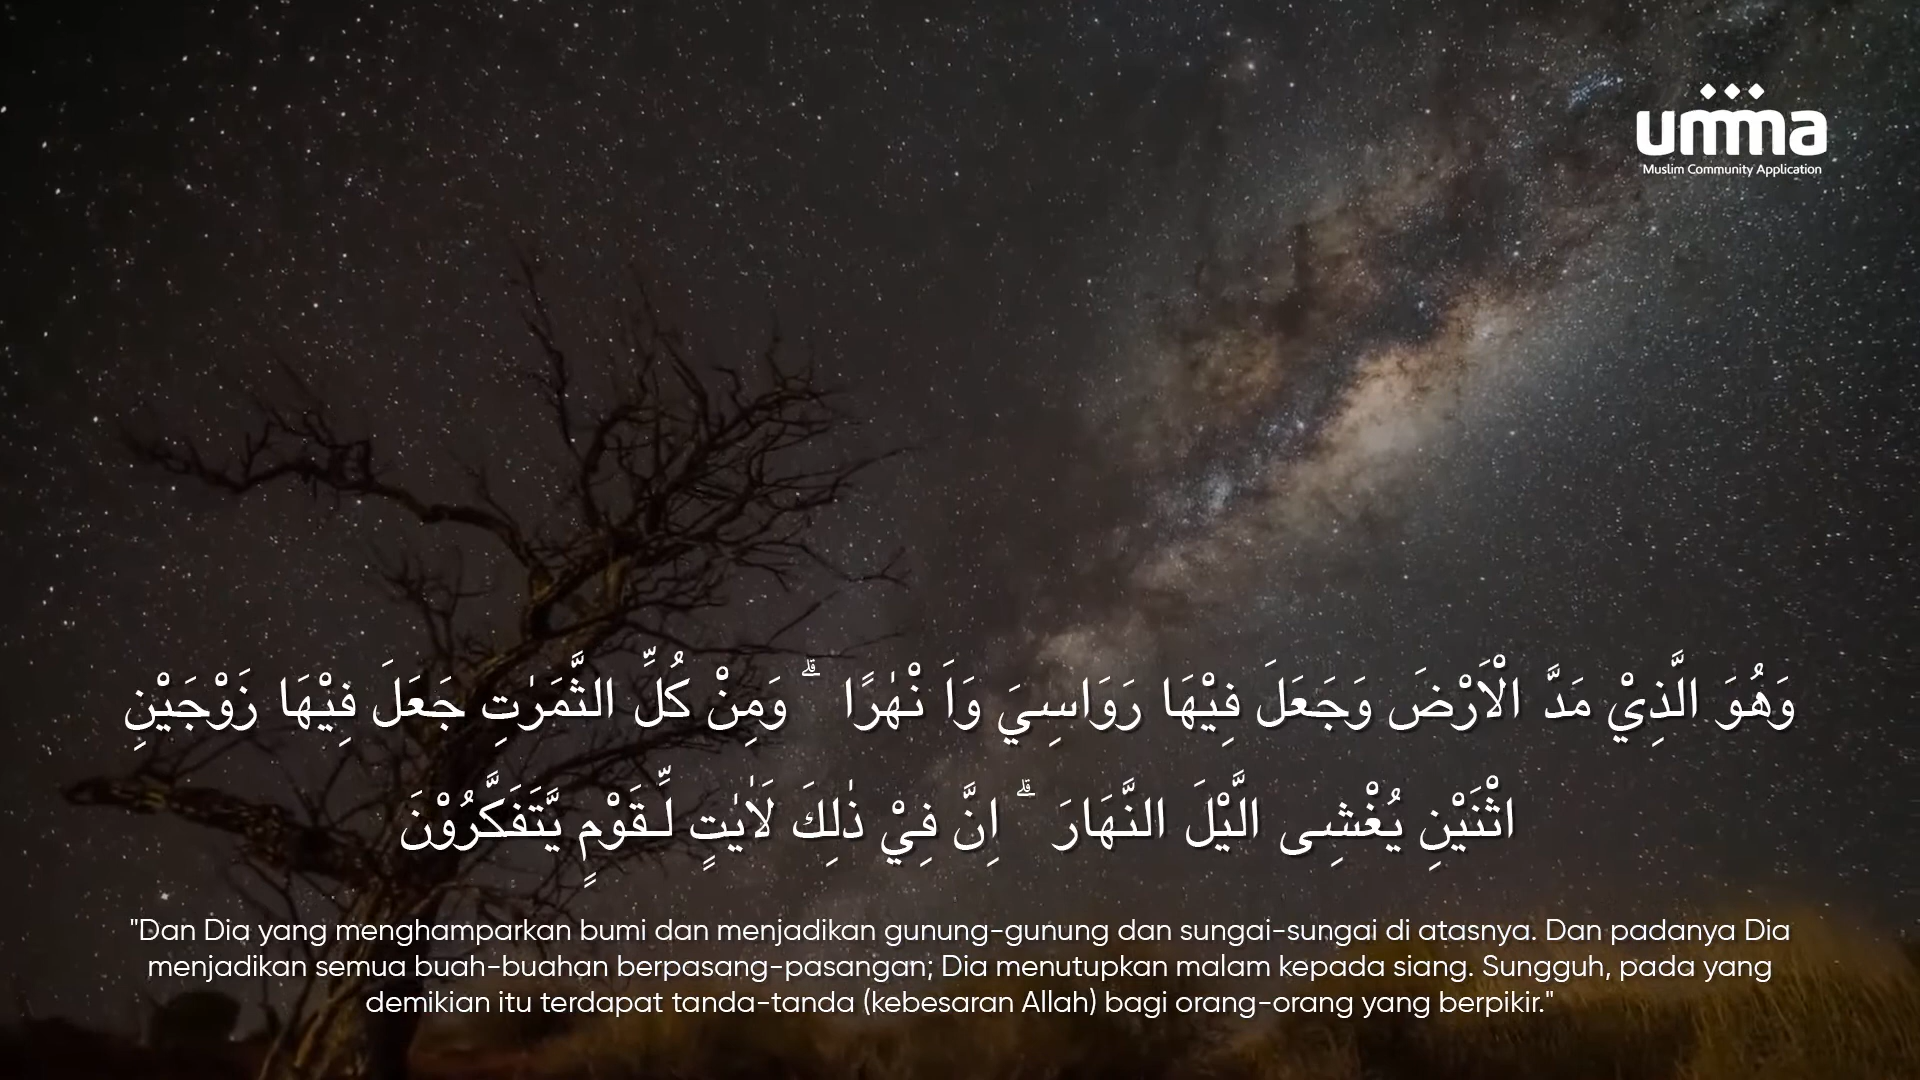 umma
Muslim Community Application
وَهُوَ الَّذِيْ مَدَّ الْاَرْضَ وَجَعَلَ فِيْهَا رَوَاسِيَ وَاَ نْهٰرًا ۗ وَمِنْ كُلِّ الثَّمَرٰتِ جَعَلَ فِيْهَا زَوْجَيْنِ
اثْنَيْنِ يُغْشِى الَّيْلَ النَّهَارَ ۗ اِنَّ فِيْ ذٰلِكَ لَاٰيٰتٍ لِّـقَوْمٍ يَّتَفَكَّرُوْنَ
"Dan Dia yang menghamparkan bumi dan menjadikan gunung-gunung dan sungai-sungai di atasnya. Dan padanya Dia
menjadikan semua buah-buahan berpasang-pasangan; Dia menutupkan malam kepada siang. Sungguh, pada yang
demikian itu terdapat tanda-tanda (kebesaran Allah) bagi orang-orang yang berpikir."